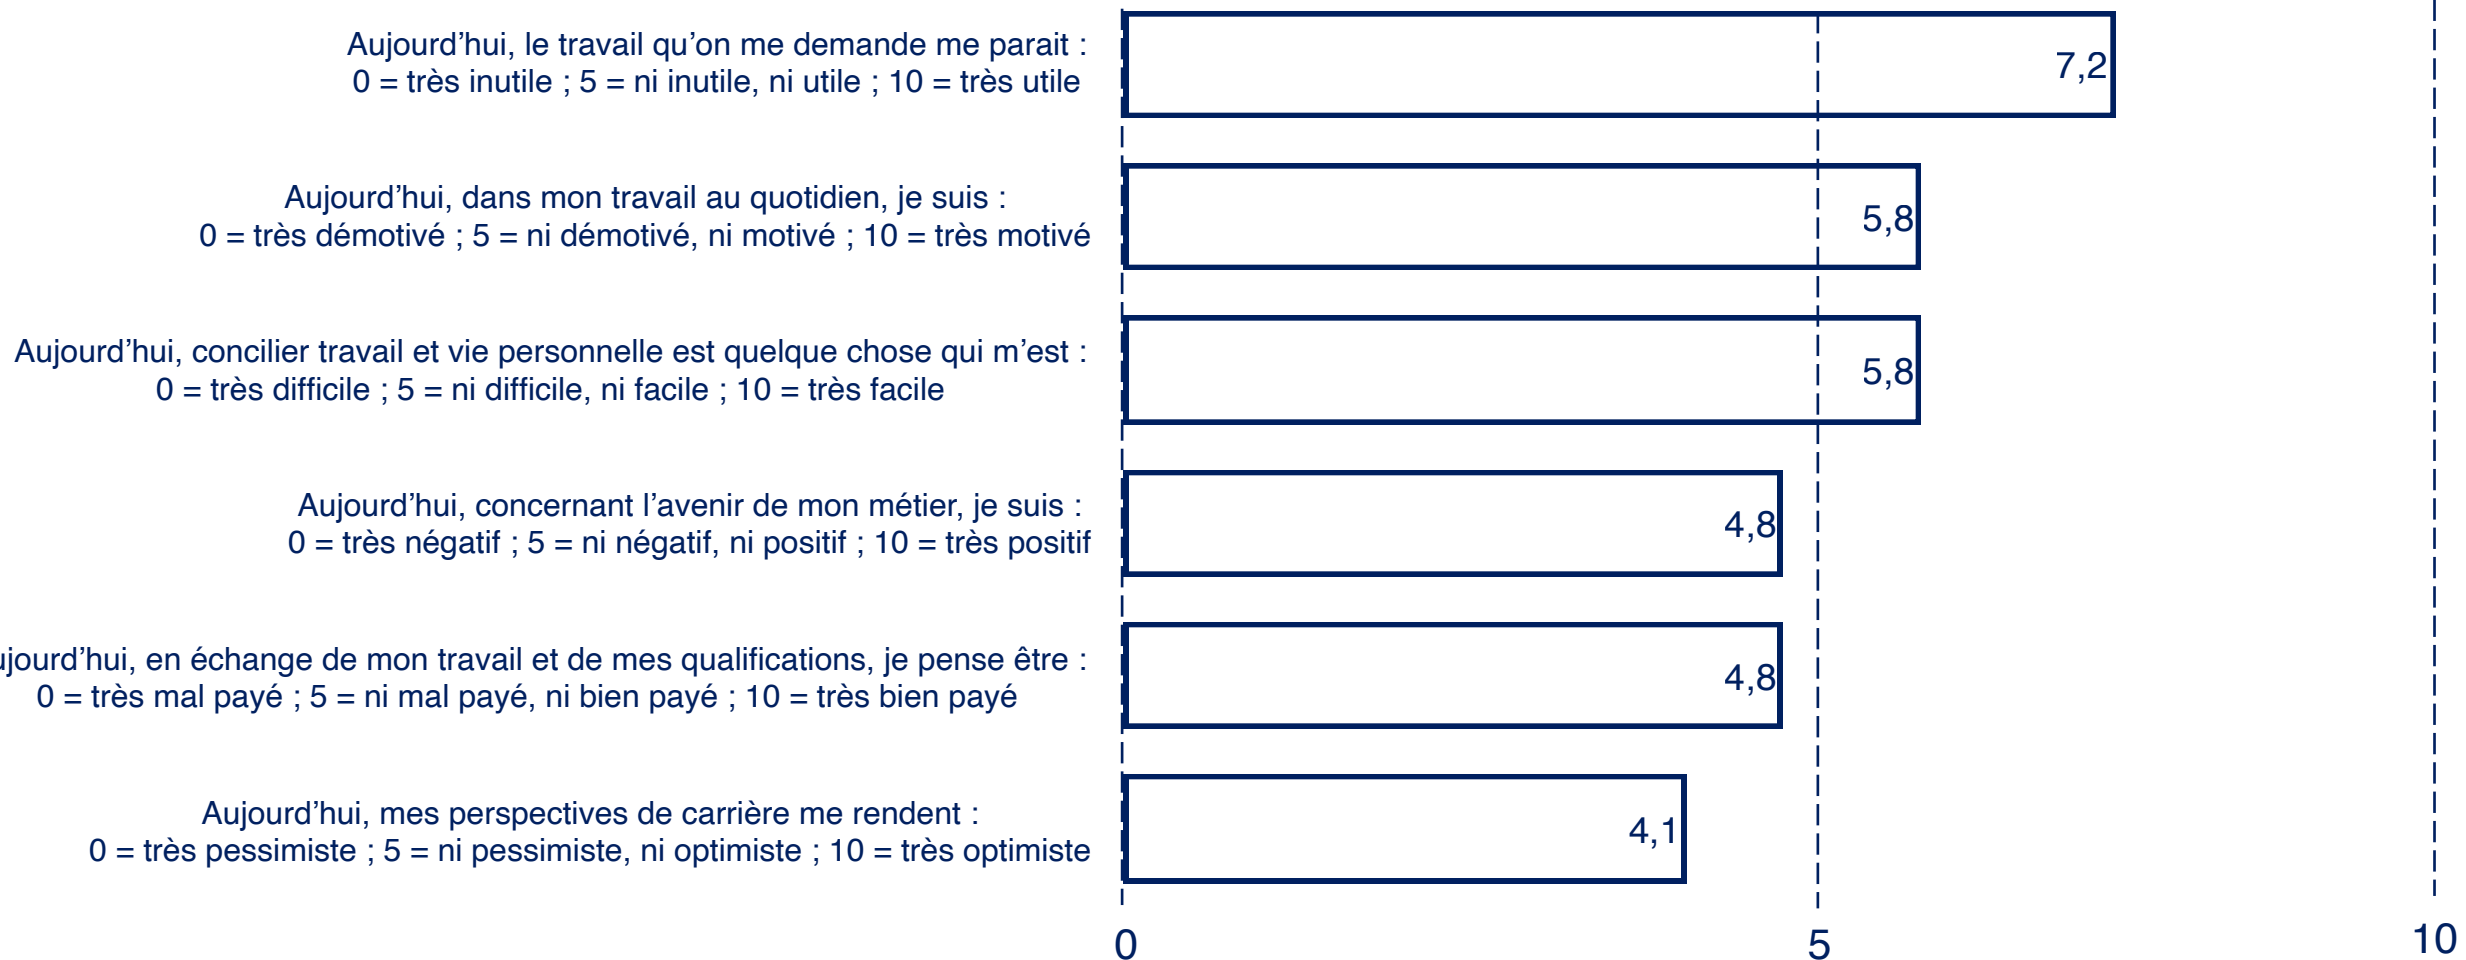 Aujourd’hui, le travail qu’on me demande me parait :
0 = très inutile ; 5 = ni inutile, ni utile ; 10 = très utile
7,2
Aujourd’hui, dans mon travail au quotidien, je suis :
0 = très démotivé ; 5 = ni démotivé, ni motivé ; 10 = très motivé
5,8
Aujourd’hui, concilier travail et vie personnelle est quelque chose qui m’est :
0 = très difficile ; 5 = ni difficile, ni facile ; 10 = très facile
5,8
Aujourd’hui, concernant l’avenir de mon métier, je suis :
0 = très négatif ; 5 = ni négatif, ni positif ; 10 = très positif
4,8
ujourd’hui, en échange de mon travail et de mes qualifications, je pense être :
0 = très mal payé ; 5 = ni mal payé, ni bien payé ; 10 = très bien payé
4,8
Aujourd’hui, mes perspectives de carrière me rendent :
0 = très pessimiste ; 5 = ni pessimiste, ni optimiste ; 10 = très optimiste
4,1
0 5 10